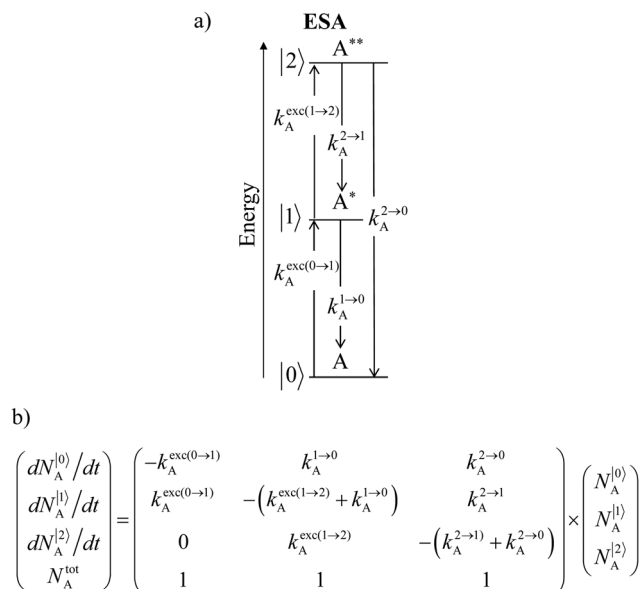 a) ESA
A**
|2⟩
k_A^{exc(1→2)}
k_A^{2→1}
A*
|1⟩
k_A^{2→0}
Energy
k_A^{exc(0→1)}
k_A^{1→0}
A
|0⟩
b)
dN_A^{|0⟩}/dt −k_A^{exc(0→1)} k_A^{1→0} k_A^{2→0} N_A^{|0⟩}
dN_A^{|1⟩}/dt k_A^{exc(0→1)} −(k_A^{exc(1→2)} + k_A^{1→0}) k_A^{2→1} N_A^{|1⟩}
= ×
dN_A^{|2⟩}/dt 0 k_A^{exc(1→2)} −(k_A^{2→1)} + k_A^{2→0}) N_A^{|2⟩}
N_A^{tot} 1 1 1